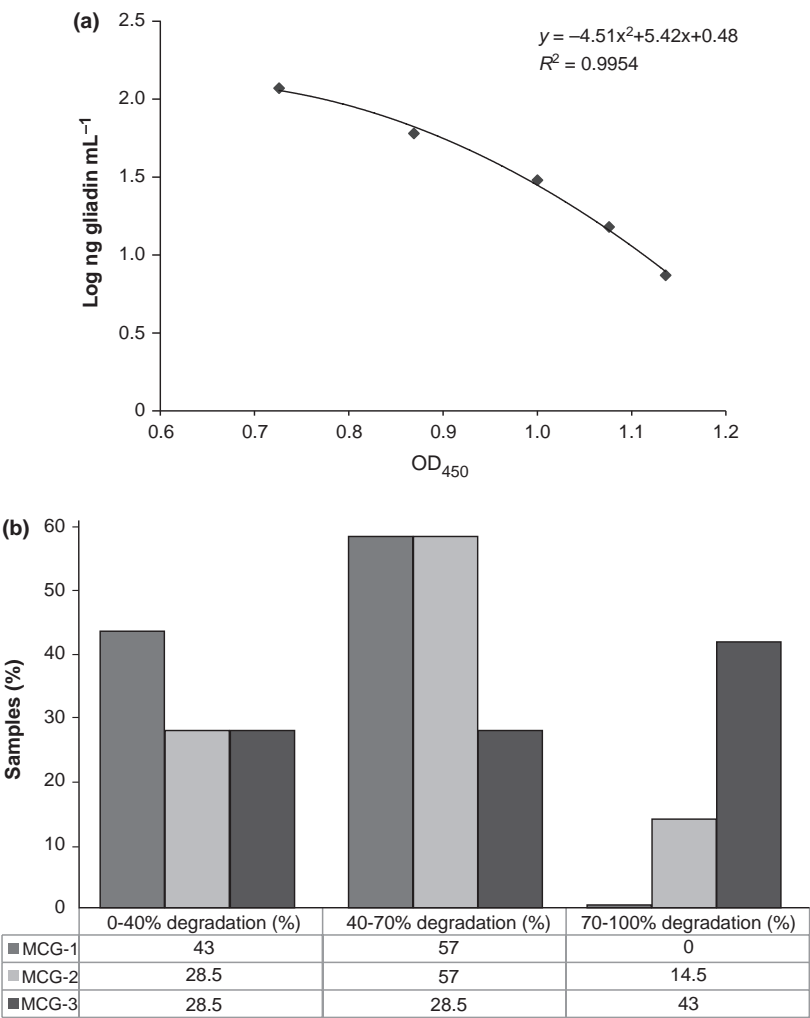 (a)
2.5
2.0
1.5
1.0
0.5
0
Log ng gliadin mL⁻¹
y = –4.51x²+5.42x+0.48
R² = 0.9954
0.6 0.7 0.8 0.9 1.0 1.1 1.2
OD₄₅₀
(b)
60
50
40
30
20
10
0
Samples (%)
0-40% degradation (%) 40-70% degradation (%) 70-100% degradation (%)
MCG-1 43 57 0
MCG-2 28.5 57 14.5
MCG-3 28.5 28.5 43